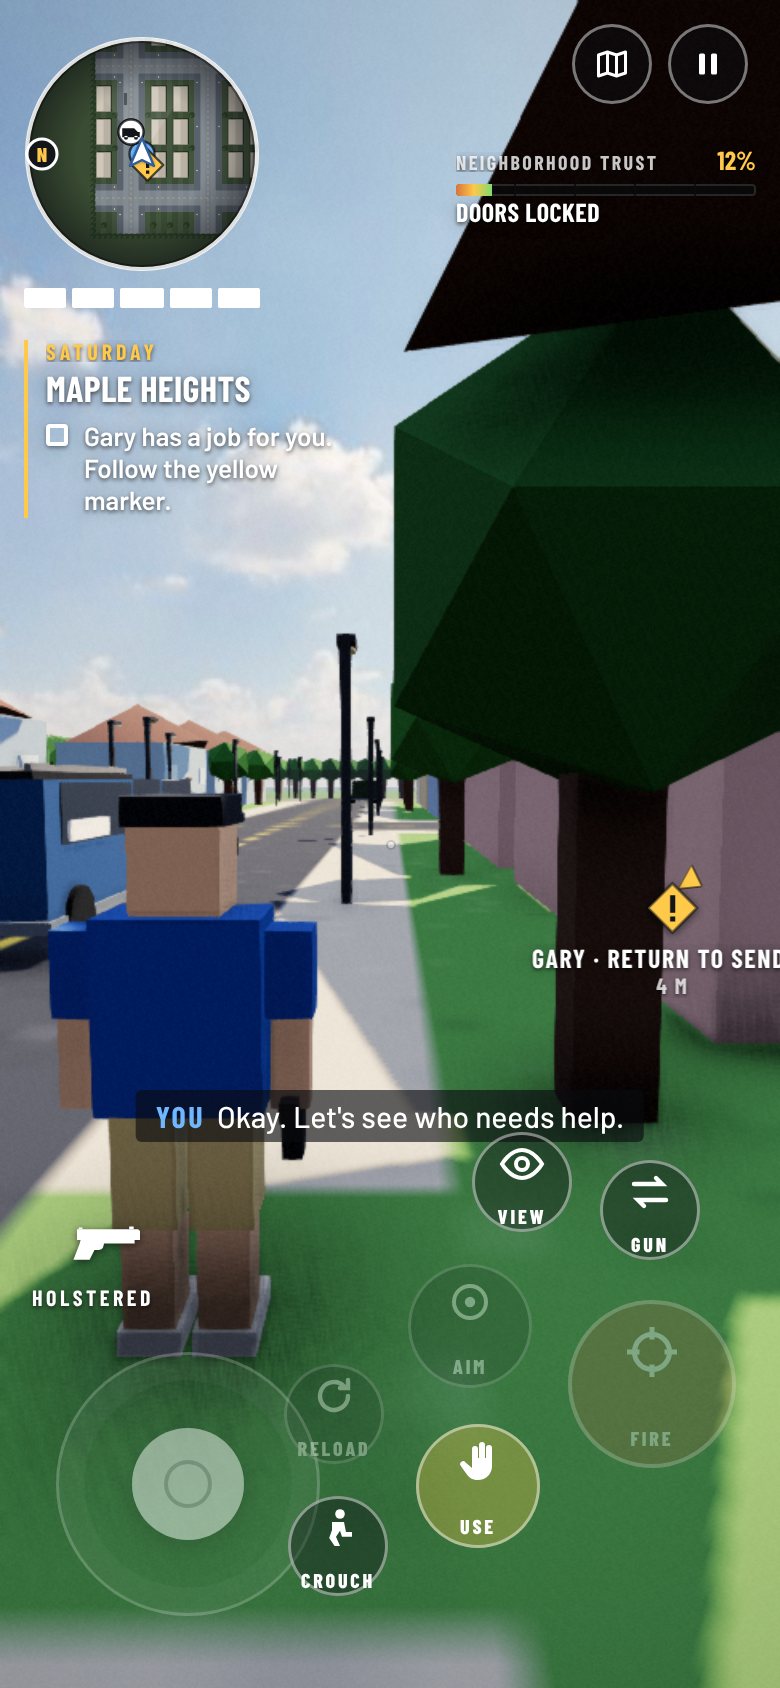 N
NEIGHBORHOOD TRUST 12%
DOORS LOCKED
SATURDAY
MAPLE HEIGHTS
Gary has a job for you.
Follow the yellow
marker.
GARY · RETURN TO SEND
4 M
YOU Okay. Let's see who needs help.
VIEW
GUN
HOLSTERED
AIM
FIRE
RELOAD
USE
CROUCH